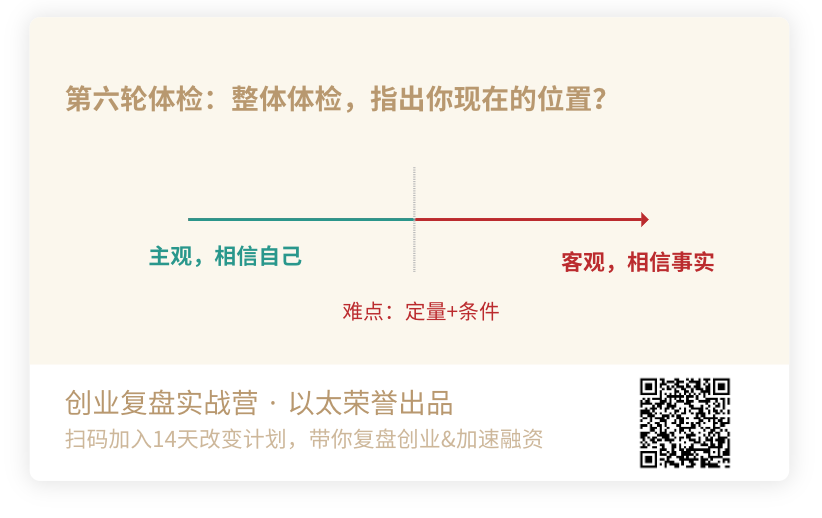 第六轮体检：整体体检，指出你现在的位置？
主观，相信自己
客观，相信事实
难点：定量+条件
创业复盘实战营 · 以太荣誉出品
扫码加入14天改变计划，带你复盘创业&加速融资